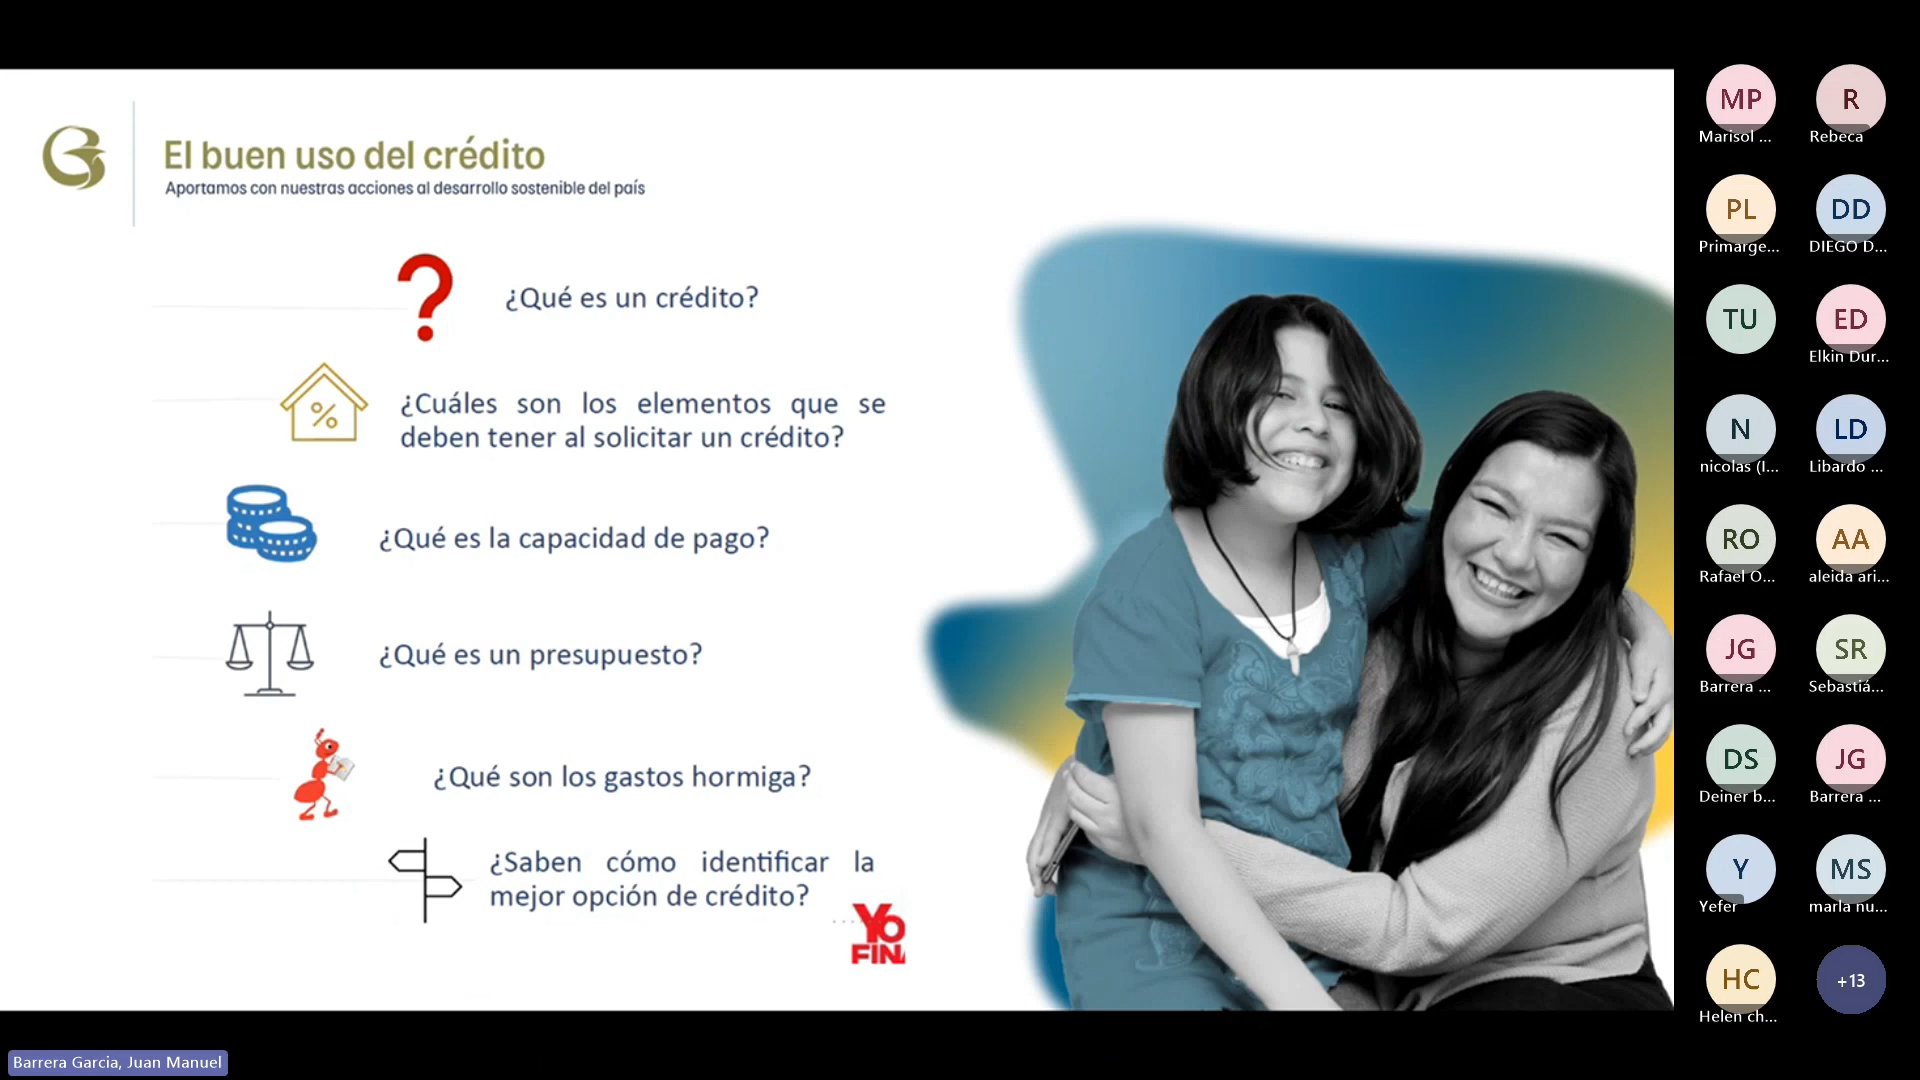 El buen uso del crédito
Aportamos con nuestras acciones al desarrollo sostenible del país
¿Qué es un crédito?
%
¿Cuáles son los elementos que se
deben tener al solicitar un crédito?
¿Qué es la capacidad de pago?
¿Qué es un presupuesto?
¿Qué son los gastos hormiga?
¿Saben cómo identificar la
mejor opción de crédito?
YO
FIN
MP
Marisol ...
R
Rebeca
PL
Primarge...
DD
DIEGO D...
TU
ED
Elkin Dur...
N
nicolas (I...
LD
Libardo ...
RO
Rafael O...
AA
aleida ari...
JG
Barrera ...
SR
Sebastiá...
DS
Deiner b...
JG
Barrera ...
Y
Yefer
MS
marla nu...
HC
Helen ch...
+13
Barrera Garcia, Juan Manuel